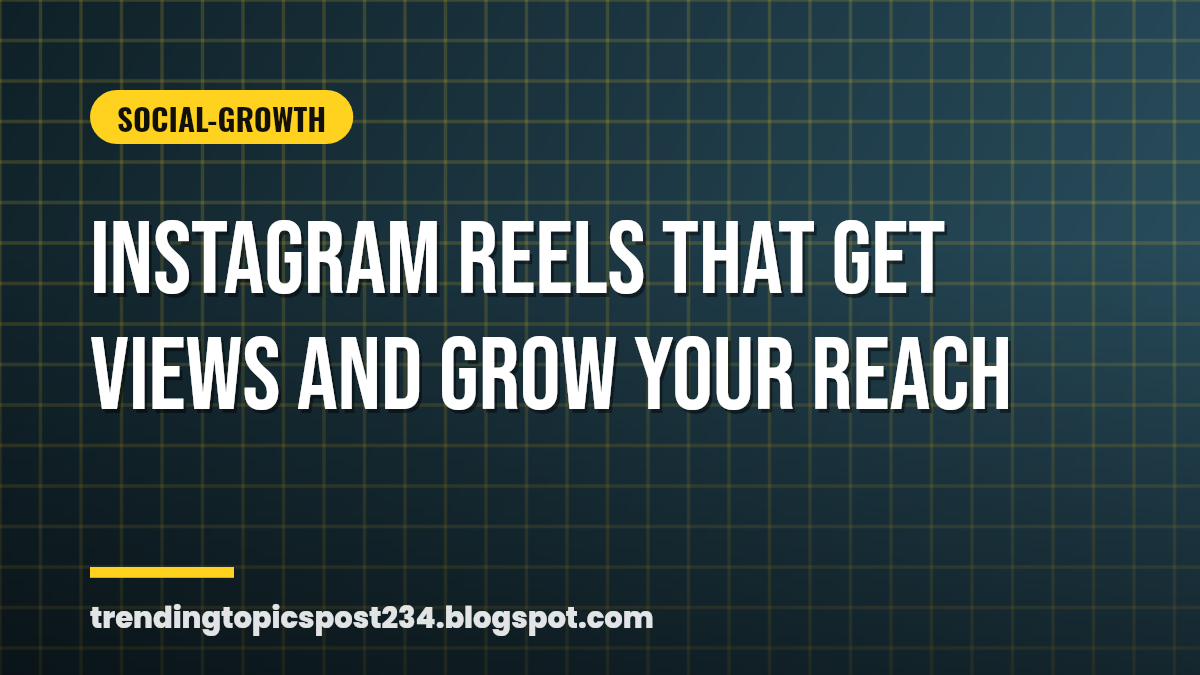 SOCIAL-GROWTH
INSTAGRAM REELS THAT GET
VIEWS AND GROW YOUR REACH
trendingtopicspost234.blogspot.com